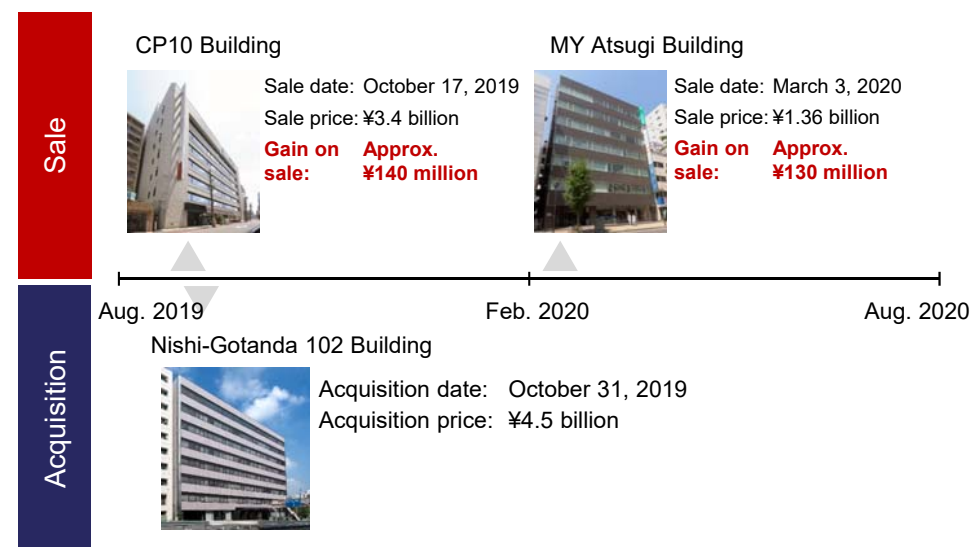 Sale
CP10 Building
Sale date: October 17, 2019
Sale price: ¥3.4 billion
Gain on sale: Approx. ¥140 million
MY Atsugi Building
Sale date: March 3, 2020
Sale price: ¥1.36 billion
Gain on sale: Approx. ¥130 million
Aug. 2019
Feb. 2020
Aug. 2020
Acquisition
Nishi-Gotanda 102 Building
Acquisition date: October 31, 2019
Acquisition price: ¥4.5 billion